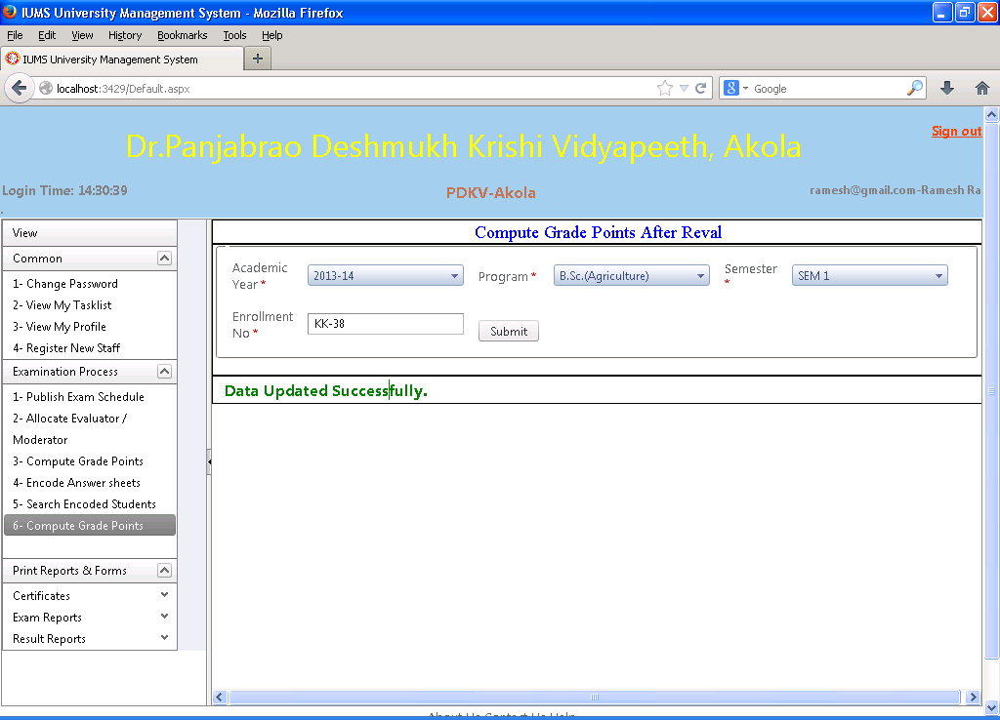 IUMS University Management System - Mozilla Firefox
File Edit View History Bookmarks Tools Help
IUMS University Management System
localhost:3429/Default.aspx
Google
Sign out
Dr.Panjabrao Deshmukh Krishi Vidyapeeth, Akola
Login Time: 14:30:39
PDKV-Akola
ramesh@gmail.com-Ramesh Ra
View
Common
1- Change Password
2- View My Tasklist
3- View My Profile
4- Register New Staff
Examination Process
1- Publish Exam Schedule
2- Allocate Evaluator /
Moderator
3- Compute Grade Points
4- Encode Answer sheets
5- Search Encoded Students
6- Compute Grade Points
Print Reports & Forms
Certificates
Exam Reports
Result Reports
Compute Grade Points After Reval
Academic
Year *
2013-14
Program *
B.Sc.(Agriculture)
Semester
*
SEM 1
Enrollment
No *
KK-38
Submit
Data Updated Successfully.
About Us Contact Us Help